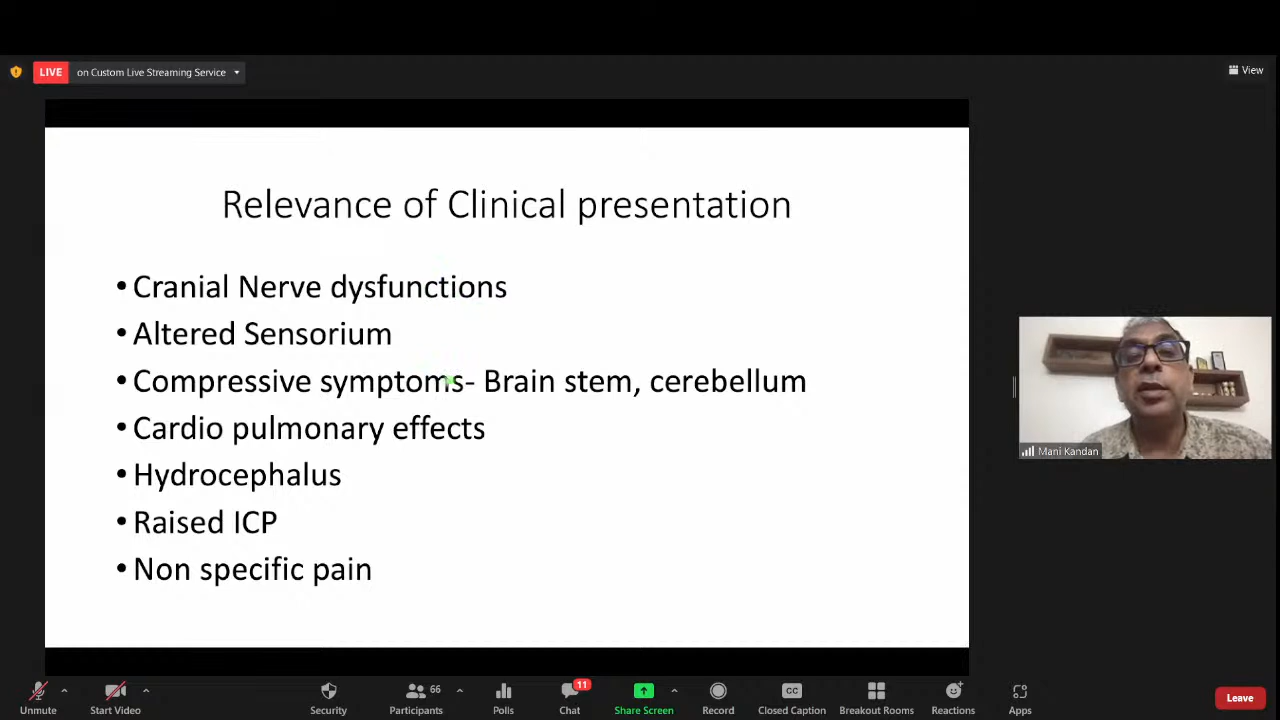 LIVE on Custom Live Streaming Service
View
Relevance of Clinical presentation
•Cranial Nerve dysfunctions
•Altered Sensorium
•Compressive symptoms- Brain stem, cerebellum
•Cardio pulmonary effects
•Hydrocephalus
•Raised ICP
•Non specific pain
Mani Kandan
Unmute
Start Video
Security
66
Participants
Polls
11
Chat
Share Screen
Record
CC
Closed Caption
Breakout Rooms
Reactions
Apps
Leave